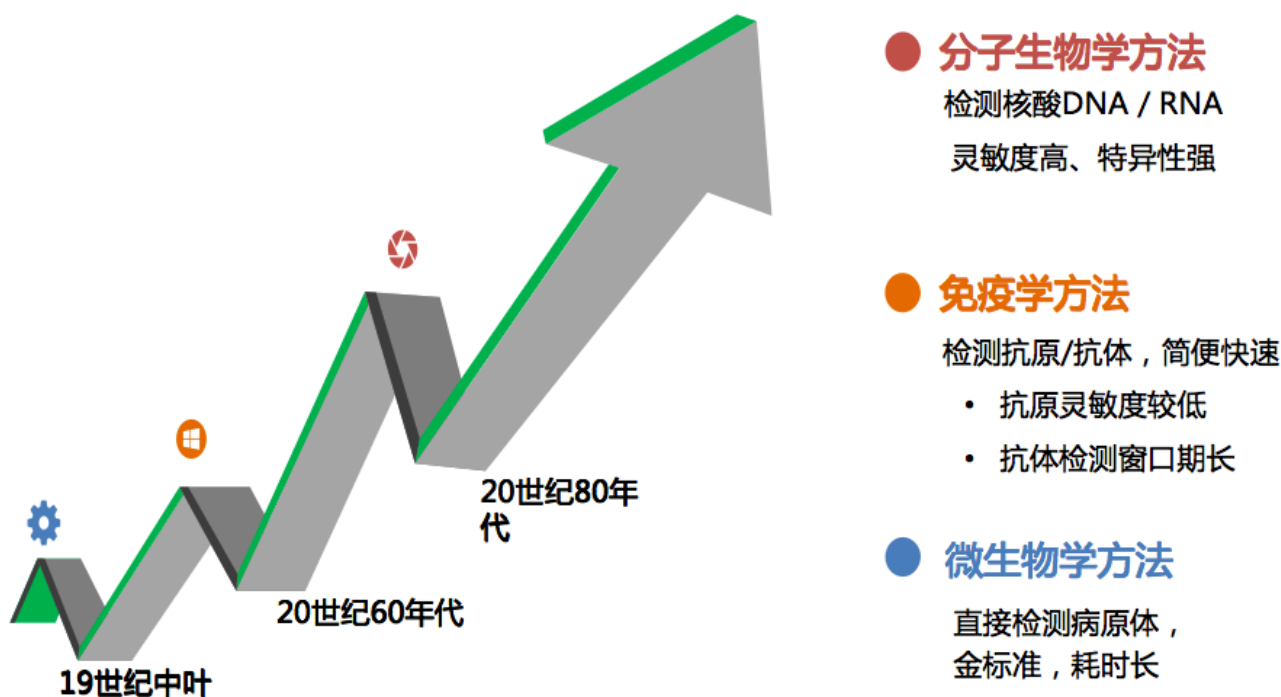 分子生物学方法
检测核酸DNA / RNA
灵敏度高、特异性强
免疫学方法
检测抗原/抗体，简便快速
• 抗原灵敏度较低
• 抗体检测窗口期长
微生物学方法
直接检测病原体，
金标准，耗时长
20世纪80年
代
20世纪60年代
19世纪中叶